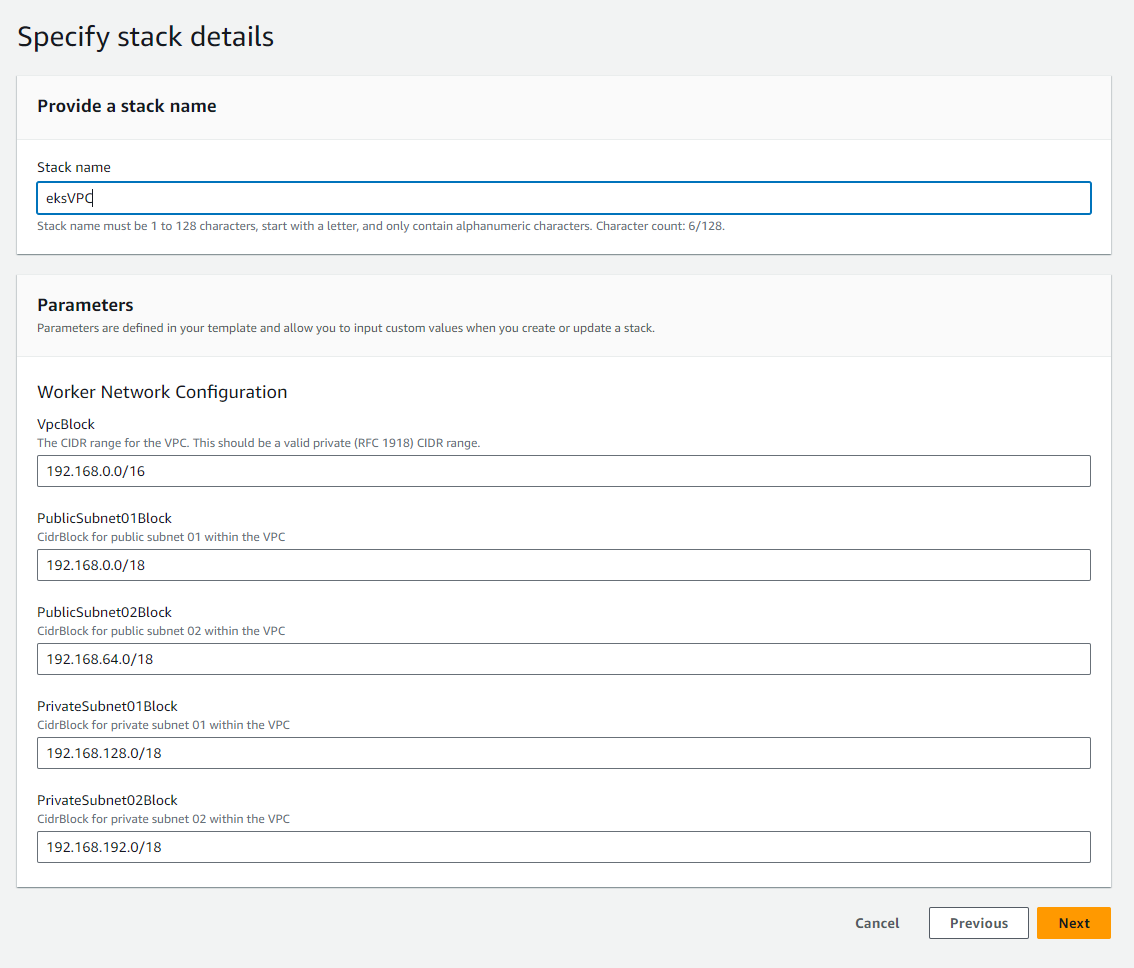 Specify stack details
Provide a stack name
Stack name
eksVPC
Stack name must be 1 to 128 characters, start with a letter, and only contain alphanumeric characters. Character count: 6/128.
Parameters
Parameters are defined in your template and allow you to input custom values when you create or update a stack.
Worker Network Configuration
VpcBlock
The CIDR range for the VPC. This should be a valid private (RFC 1918) CIDR range.
192.168.0.0/16
PublicSubnet01Block
CidrBlock for public subnet 01 within the VPC
192.168.0.0/18
PublicSubnet02Block
CidrBlock for public subnet 02 within the VPC
192.168.64.0/18
PrivateSubnet01Block
CidrBlock for private subnet 01 within the VPC
192.168.128.0/18
PrivateSubnet02Block
CidrBlock for private subnet 02 within the VPC
192.168.192.0/18
Cancel Previous Next